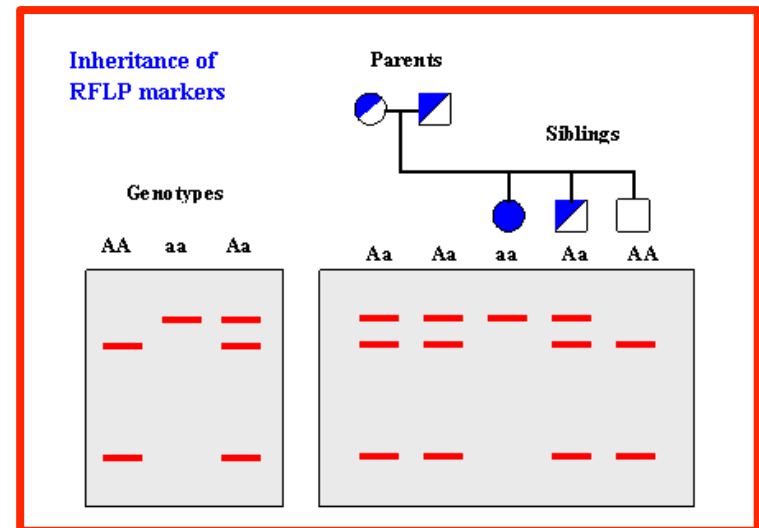 Inheritance of
RFLP markers
Parents
Siblings
Genotypes
AA aa Aa
Aa Aa aa Aa AA